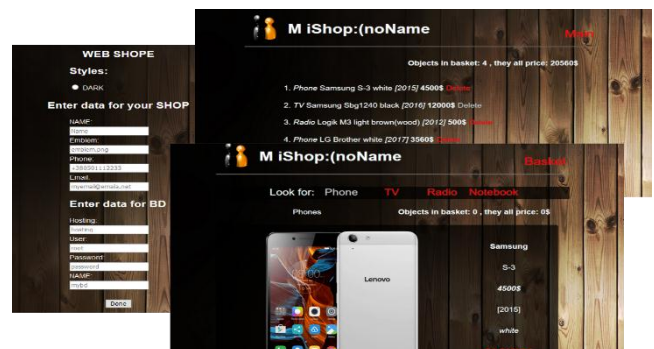 WEB SHOPE
Styles:
DARK
Enter data for your SHOP
NAME:
Name
Emblem:
emblem.png
Phone:
+380901113233
Email:
myemail@emails.net
Enter data for BD
Hosting:
hosting
User:
root
Password:
password
NAME:
mybd
Done
M iShop:(noName
Main
Objects in basket: 4 , they all price: 20560$
1. Phone Samsung S-3 white [2015] 4500$ Delete
2. TV Samsung Sbg1240 black [2016] 12000$ Delete
3. Radio Logik M3 light brown(wood) [2012] 500$ Delete
4. Phone LG Brother white [2017] 3560$ Delete
M iShop:(noName
Basket
Look for: Phone TV Radio Notebook
Phones
Objects in basket: 0 , they all price: 0$
Lenovo
Samsung
S-3
4500$
[2015]
white